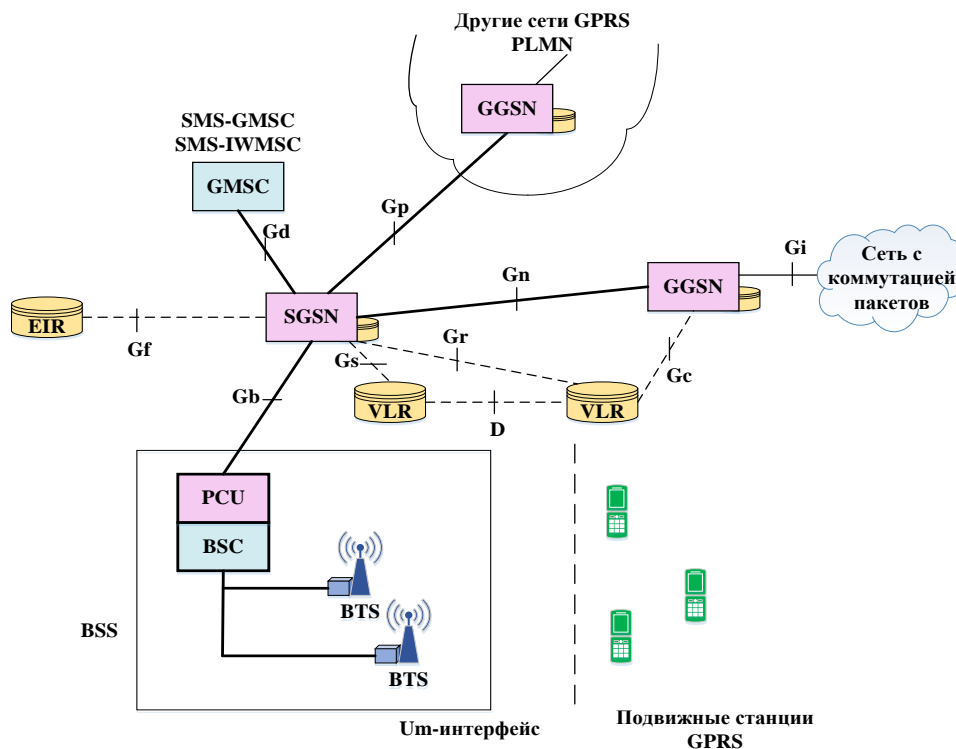 Другие сети GPRS
PLMN
GGSN
SMS-GMSC
SMS-IWMSC
GMSC
Gd
Gp
Gn
Gi
GGSN
Сеть с
коммутацией
пакетов
EIR
Gf
SGSN
Gs
Gr
Gc
Gb
VLR
D
VLR
PCU
BSC
BTS
BSS
BTS
Um-интерфейс
Подвижные станции
GPRS